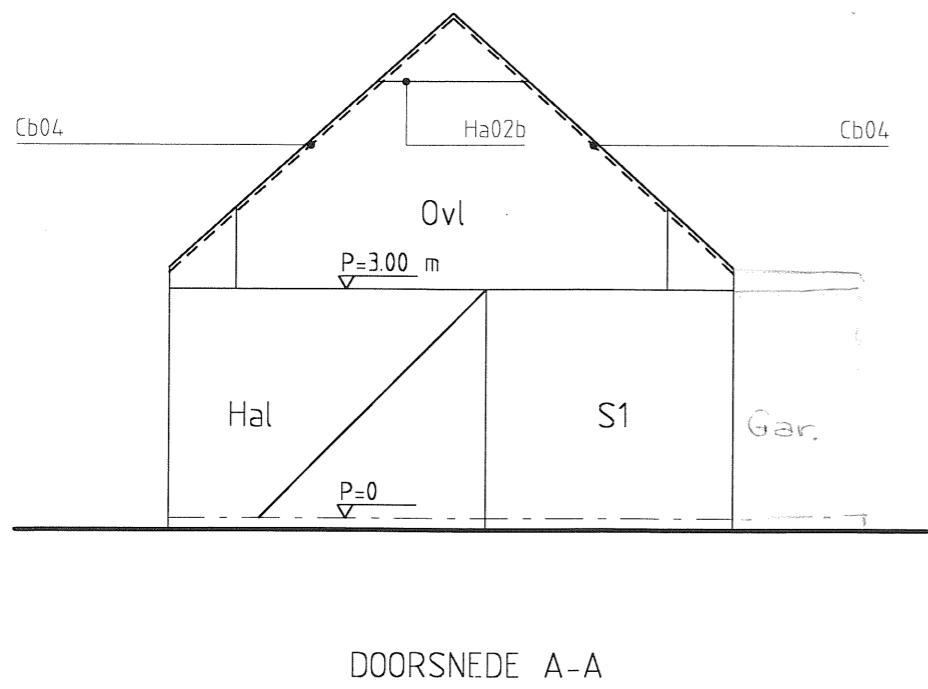 Cb04
Ha02b
Cb04
Ovl
P=3.00 m
Hal
S1
Gar.
P=0
DOORSNEDE A-A